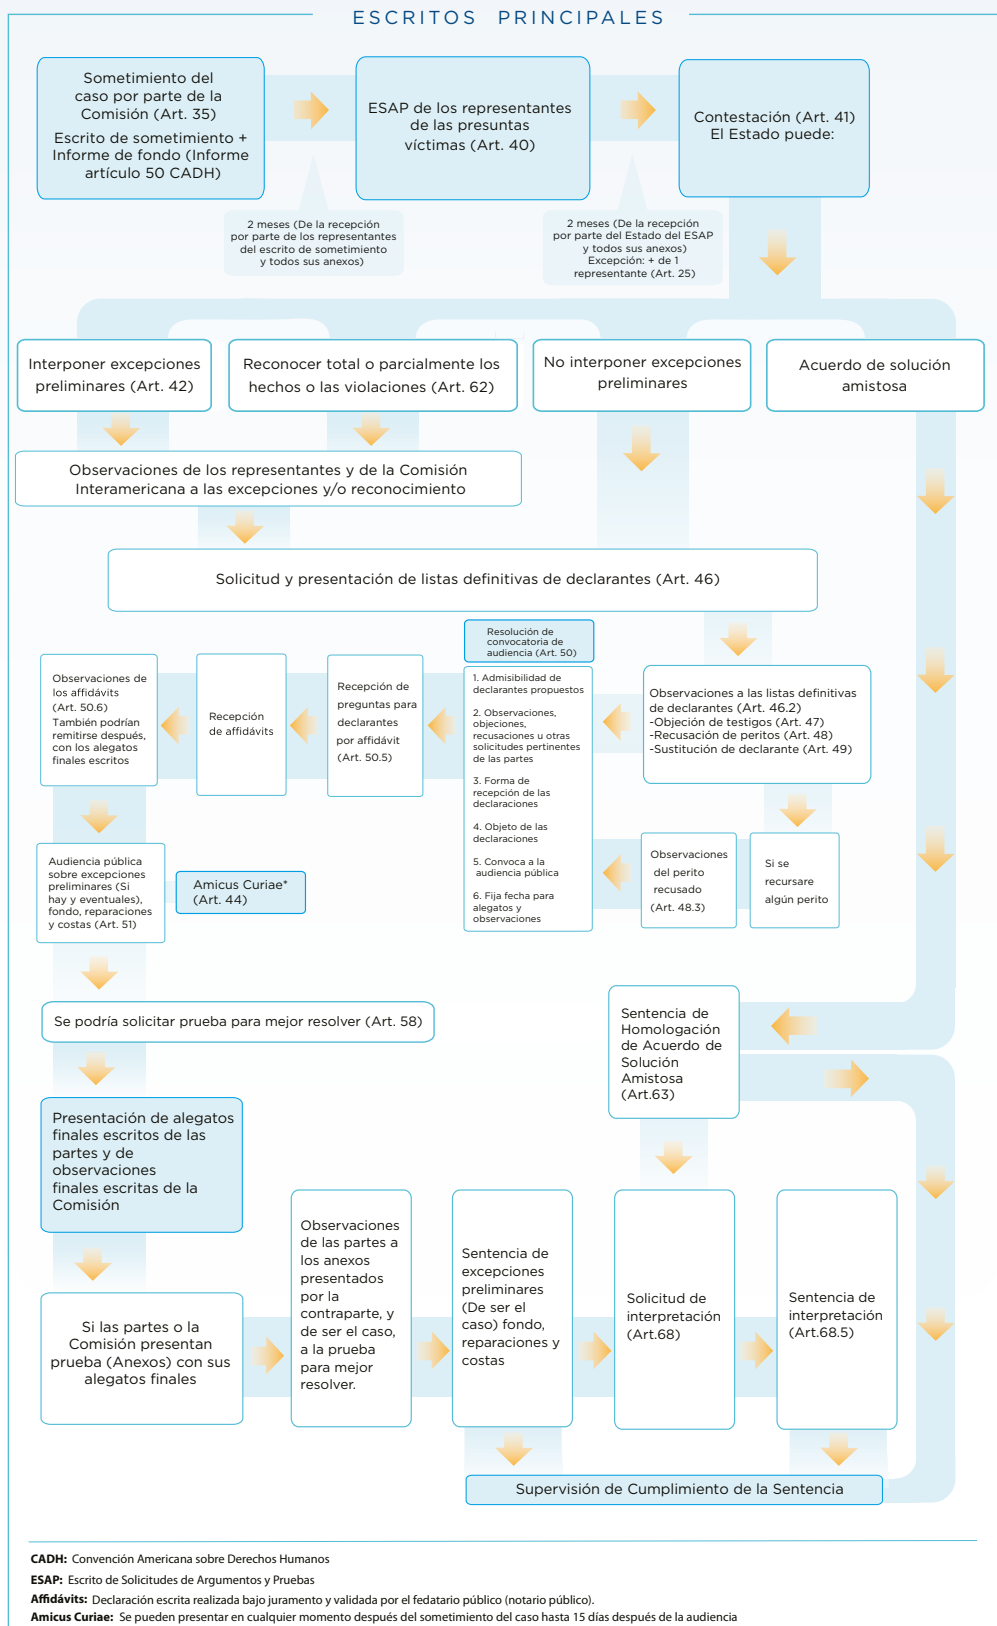 ESCRITOS PRINCIPALES
Sometimiento del
caso por parte de la
Comisión (Art. 35)
Escrito de sometimiento +
Informe de fondo (Informe
artículo 50 CADH)
ESAP de los representantes
de las presuntas
víctimas (Art. 40)
Contestación (Art. 41)
El Estado puede:
2 meses (De la recepción
por parte de los representantes
del escrito de sometimiento
y todos sus anexos)
2 meses (De la recepción
por parte del Estado del ESAP
y todos sus anexos)
Excepción: + de 1
representante (Art. 25)
Interponer excepciones
preliminares (Art. 42)
Reconocer total o parcialmente los
hechos o las violaciones (Art. 62)
No interponer excepciones
preliminares
Acuerdo de solución
amistosa
Observaciones de los representantes y de la Comisión
Interamericana a las excepciones y/o reconocimiento
Solicitud y presentación de listas definitivas de declarantes (Art. 46)
Observaciones de
los affidávits
(Art. 50.6)
También podrían
remitirse después,
con los alegatos
finales escritos
Recepción
de affidávits
Recepción de
preguntas para
declarantes
por affidávit
(Art. 50.5)
Resolución de
convocatoria de
audiencia (Art. 50)
1. Admisibilidad de
declarantes propuestos
2. Observaciones,
objeciones,
recusaciones u otras
solicitudes pertinentes
de las partes
3. Forma de
recepción de las
declaraciones
4. Objeto de las
declaraciones
5. Convoca a la
audiencia pública
6. Fija fecha para
alegatos y
observaciones
Observaciones a las listas definitivas
de declarantes (Art. 46.2)
-Objeción de testigos (Art. 47)
-Recusación de peritos (Art. 48)
-Sustitución de declarante (Art. 49)
Observaciones
del perito
recusado
(Art. 48.3)
Si se
recursare
algún perito
Audiencia pública
sobre excepciones
preliminares (Si
hay y eventuales),
fondo, reparaciones
y costas (Art. 51)
Amicus Curiae*
(Art. 44)
Se podría solicitar prueba para mejor resolver (Art. 58)
Sentencia de
Homologación
de Acuerdo de
Solución
Amistosa
(Art.63)
Presentación de alegatos
finales escritos de las
partes y de
observaciones
finales escritas de la
Comisión
Si las partes o la
Comisión presentan
prueba (Anexos) con sus
alegatos finales
Observaciones
de las partes a
los anexos
presentados
por la
contraparte, y
de ser el caso,
a la prueba
para mejor
resolver.
Sentencia de
excepciones
preliminares
(De ser el
caso) fondo,
reparaciones y
costas
Solicitud de
interpretación
(Art.68)
Sentencia de
interpretación
(Art.68.5)
Supervisión de Cumplimiento de la Sentencia
CADH: Convención Americana sobre Derechos Humanos
ESAP: Escrito de Solicitudes de Argumentos y Pruebas
Affidávits: Declaración escrita realizada bajo juramento y validada por el fedatario público (notario público).
Amicus Curiae: Se pueden presentar en cualquier momento después del sometimiento del caso hasta 15 días después de la audiencia